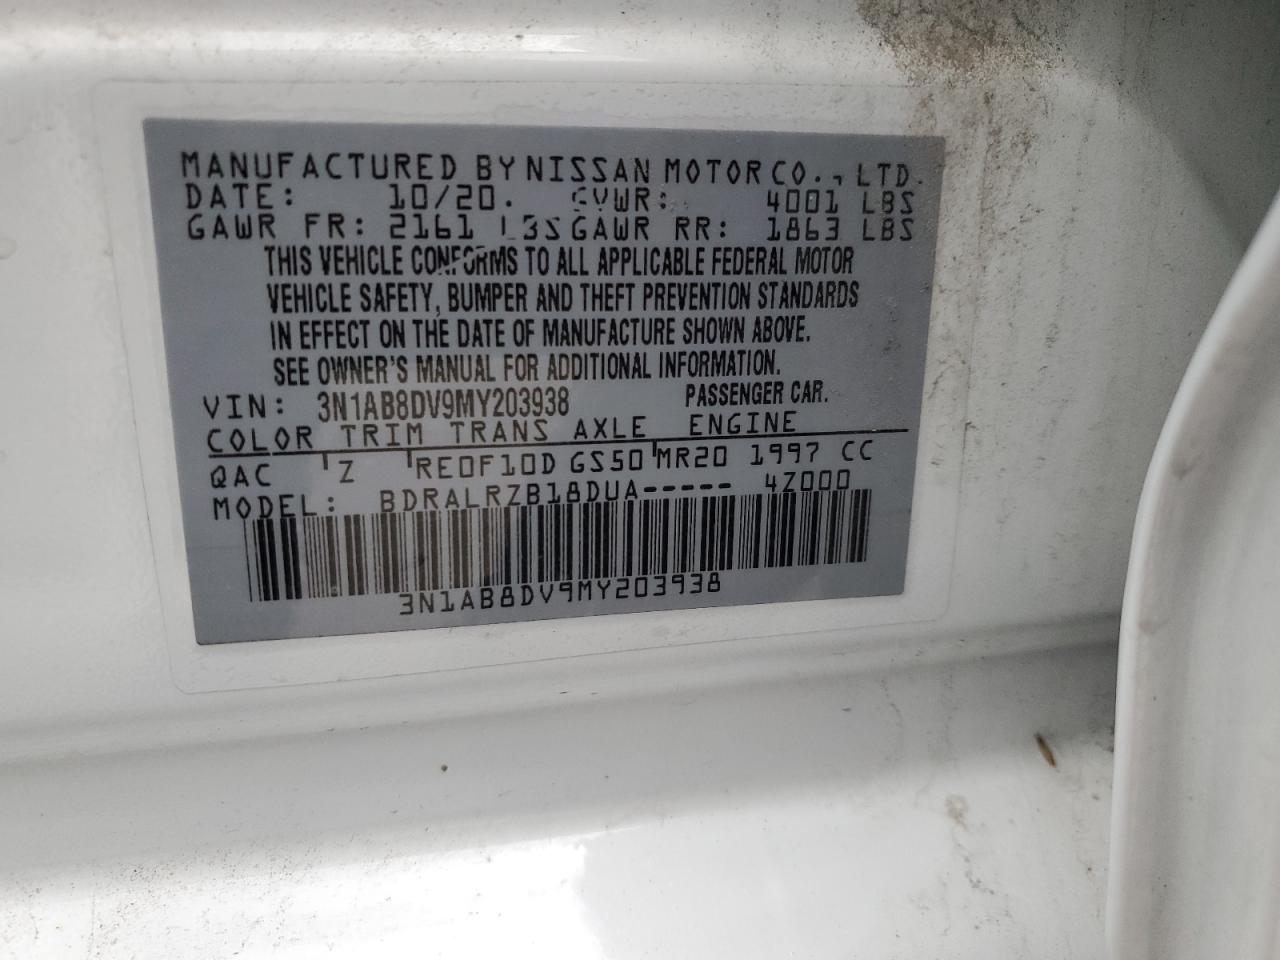 MANUFACTURED BY NISSAN MOTOR CO., LTD.
DATE: 10/20. GVWR: 4001 LBS
GAWR FR: 2161 LBS GAWR RR: 1863 LBS
THIS VEHICLE CONFORMS TO ALL APPLICABLE FEDERAL MOTOR
VEHICLE SAFETY, BUMPER AND THEFT PREVENTION STANDARDS
IN EFFECT ON THE DATE OF MANUFACTURE SHOWN ABOVE.
SEE OWNER'S MANUAL FOR ADDITIONAL INFORMATION.
VIN: 3N1AB8DV9MY203938 PASSENGER CAR.
COLOR TRIM TRANS AXLE ENGINE
QAC Z RE0F10D GS50 MR20 1997 CC
MODEL: BDRALRZB18DUA----- 4Z000
3N1AB8DV9MY203938